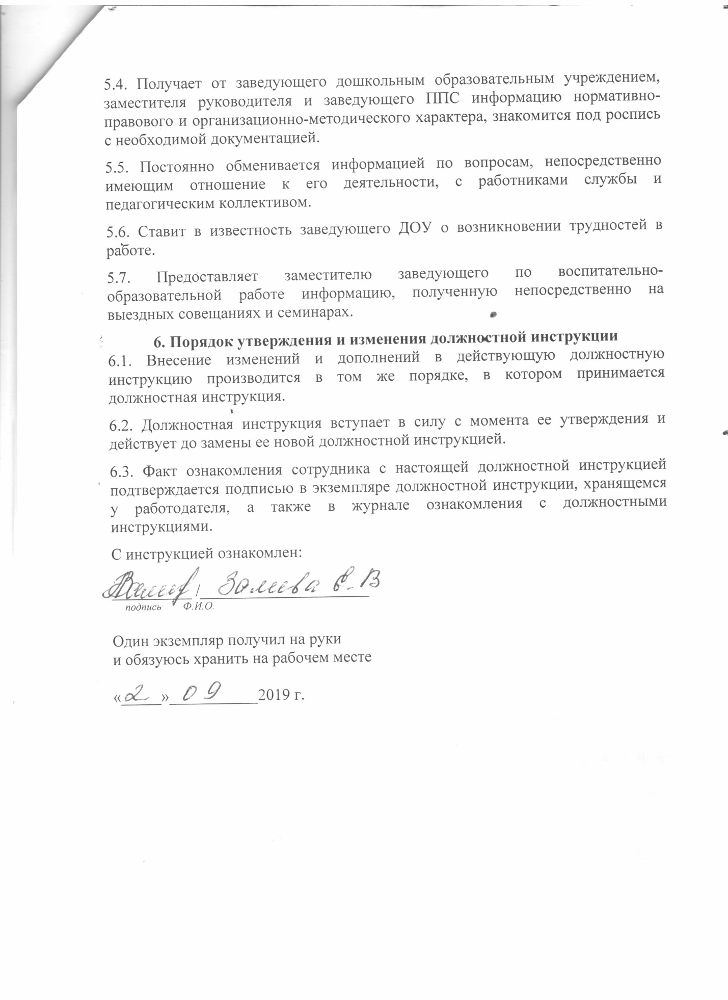 5.4. Получает от заведующего дошкольным образовательным учреждением,
заместителя руководителя и заведующего ППС информацию нормативно-
правового и организационно-методического характера, знакомится под роспись
с необходимой документацией.
5.5. Постоянно обменивается информацией по вопросам, непосредственно
имеющим отношение к его деятельности, с работниками службы и
педагогическим коллективом.
5.6. Ставит в известность заведующего ДОУ о возникновении трудностей в
работе.
5.7. Предоставляет заместителю заведующего по воспитательно-
образовательной работе информацию, полученную непосредственно на
выездных совещаниях и семинарах.
6. Порядок утверждения и изменения должностной инструкции
6.1. Внесение изменений и дополнений в действующую должностную
инструкцию производится в том же порядке, в котором принимается
должностная инструкция.
6.2. Должностная инструкция вступает в силу с момента ее утверждения и
действует до замены ее новой должностной инструкцией.
6.3. Факт ознакомления сотрудника с настоящей должностной инструкцией
подтверждается подписью в экземпляре должностной инструкции, хранящемся
у работодателя, а также в журнале ознакомления с должностными
инструкциями.
С инструкцией ознакомлен:
/ Е.В
подпись Ф.И.О.
Один экземпляр получил на руки
и обязуюсь хранить на рабочем месте
«2.» 09 2019 г.